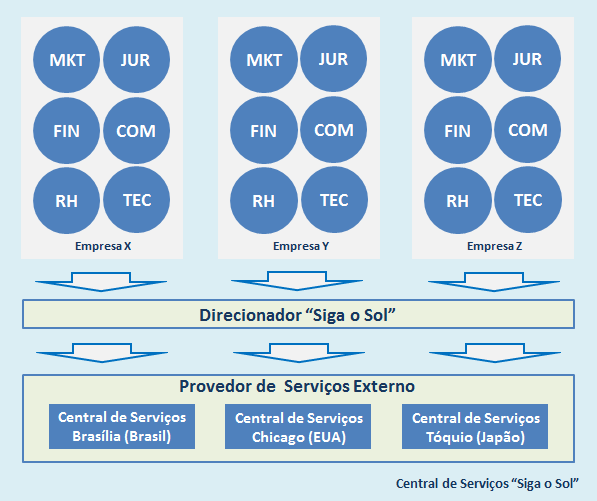 MKT JUR MKT JUR MKT JUR
FIN COM FIN COM FIN COM
RH TEC RH TEC RH TEC
Empresa X Empresa Y Empresa Z
Direcionador “Siga o Sol”
Provedor de Serviços Externo
Central de Serviços
Brasília (Brasil)
Central de Serviços
Chicago (EUA)
Central de Serviços
Tóquio (Japão)
Central de Serviços “Siga o Sol”